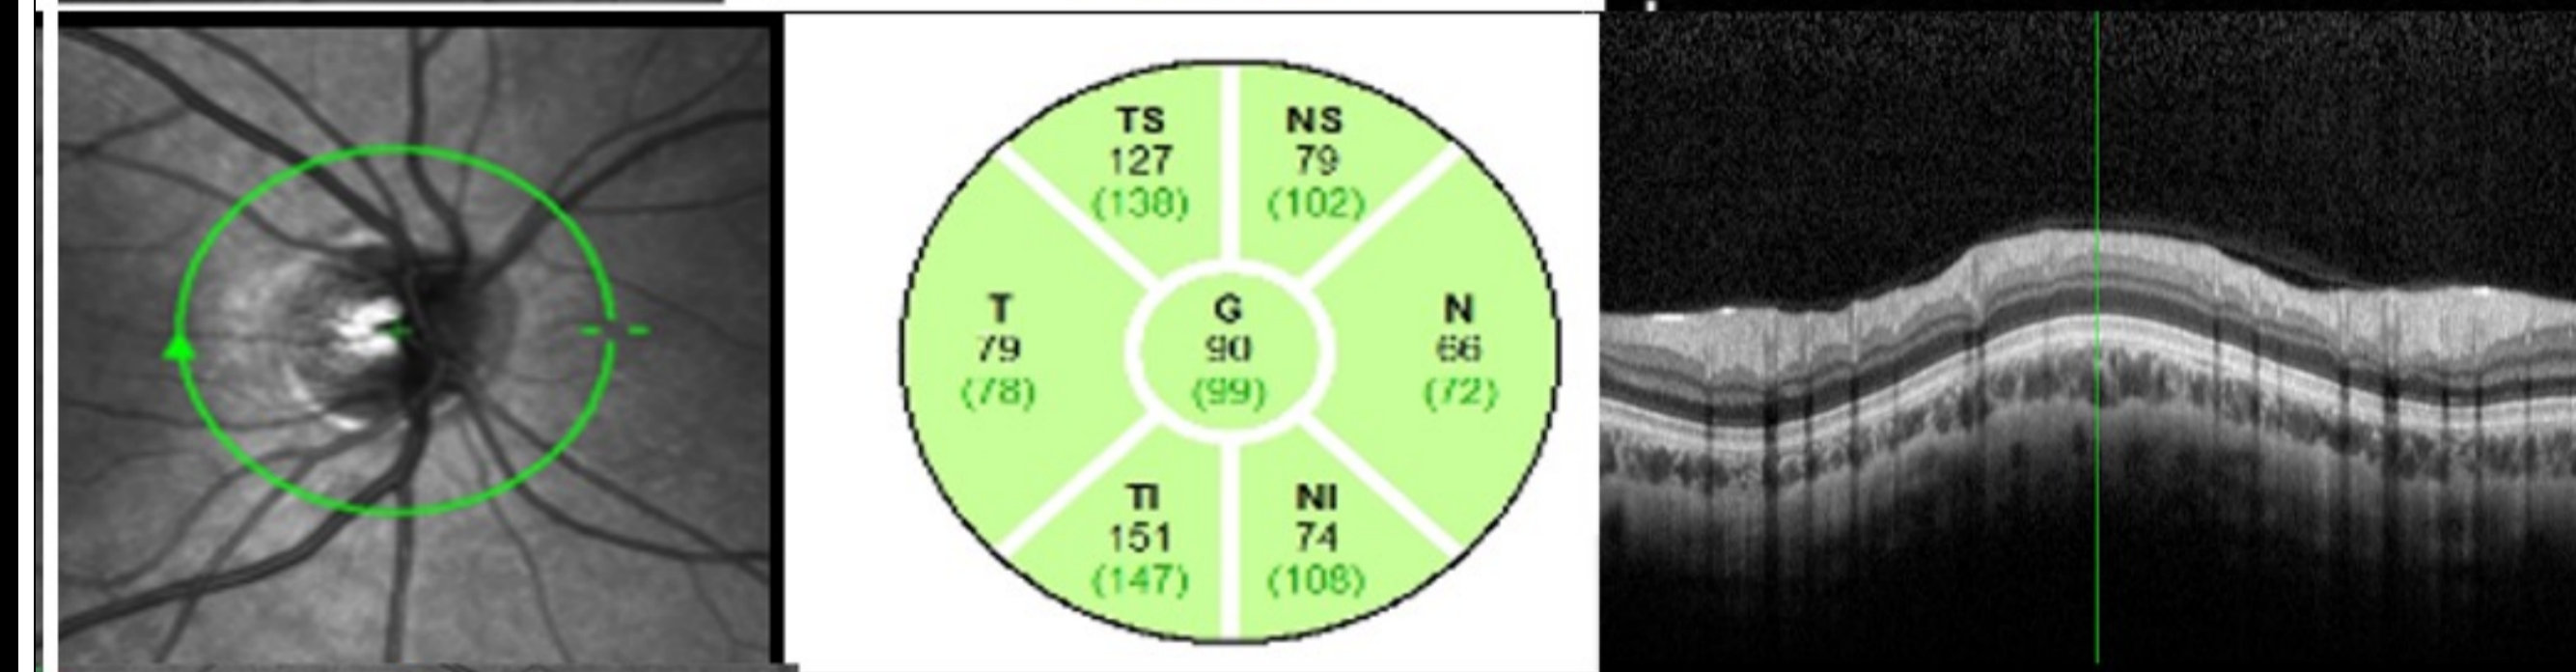 TS
127
(138)
NS
79
(102)
T
79
(78)
G
90
(99)
N
66
(72)
TI
151
(147)
NI
74
(108)